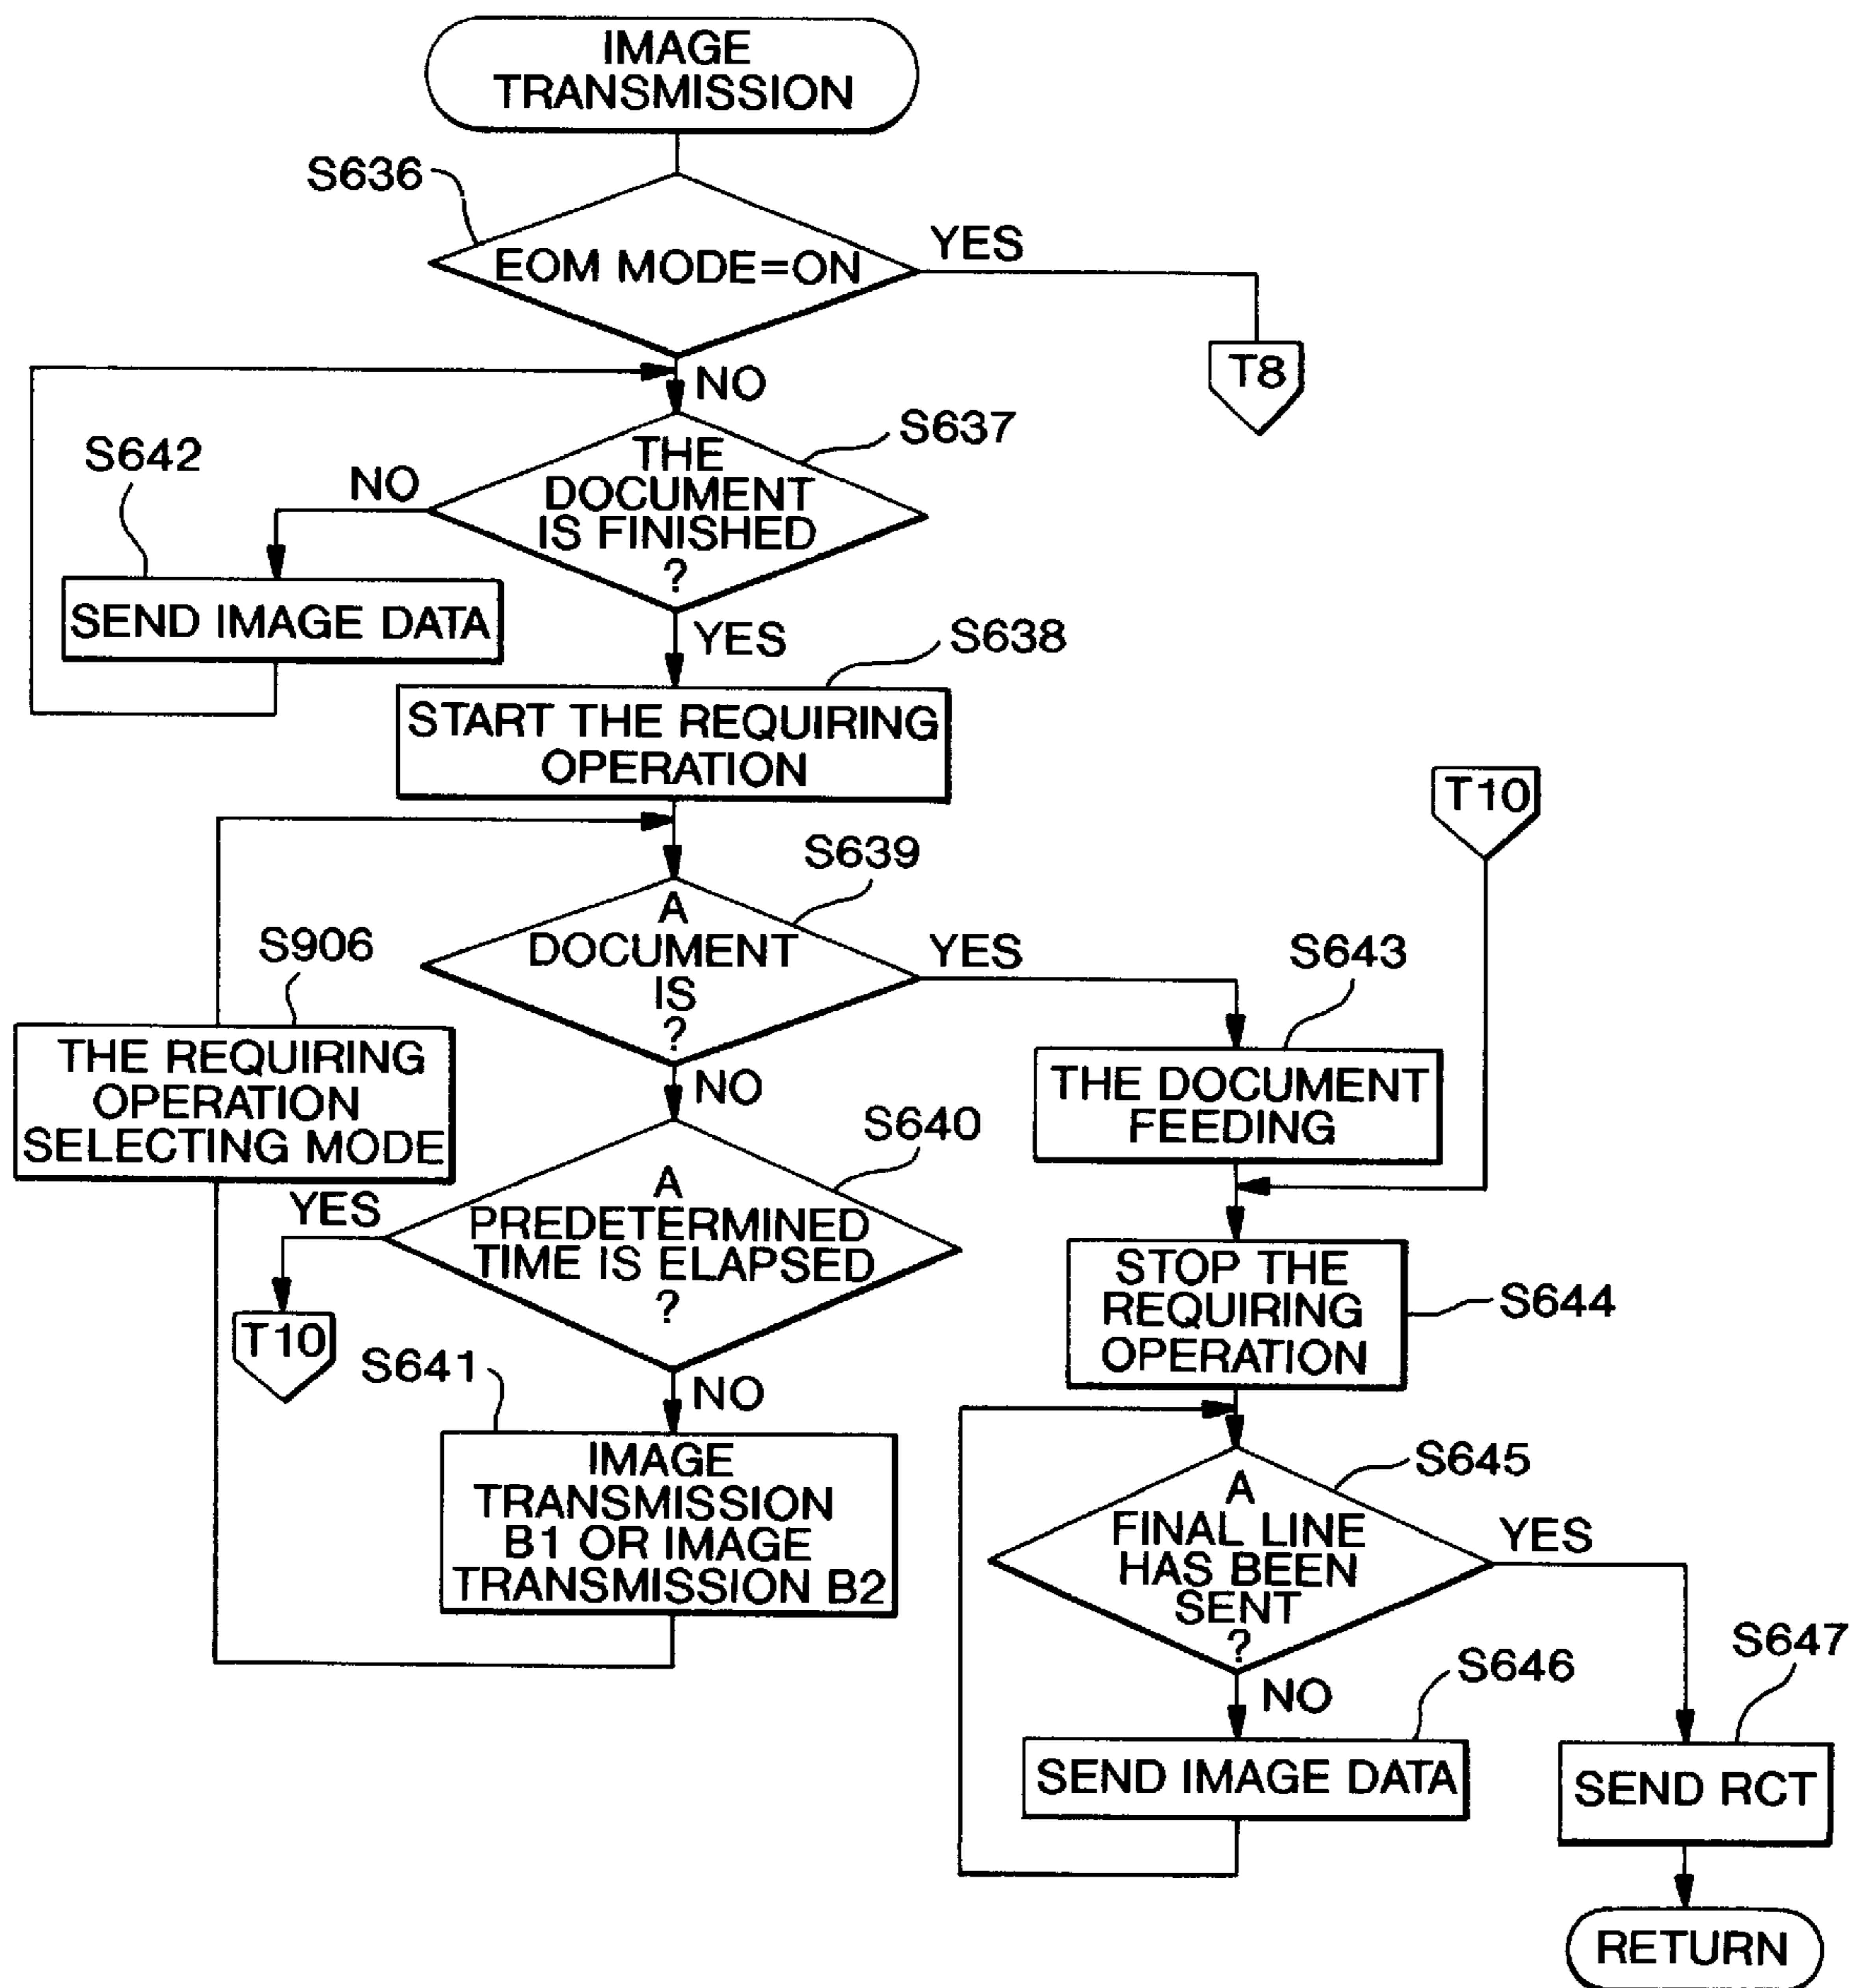 IMAGE
TRANSMISSION
S636
EOM MODE=ON
YES
T8
NO
S637
THE
DOCUMENT
IS FINISHED
?
NO
S642
SEND IMAGE DATA
YES
S638
START THE REQUIRING
OPERATION
T10
S639
A
DOCUMENT
IS
?
YES
S906
THE REQUIRING
OPERATION
SELECTING MODE
NO
S643
THE DOCUMENT
FEEDING
S640
A
PREDETERMINED
TIME IS ELAPSED
?
YES
T10
NO
S641
IMAGE
TRANSMISSION
B1 OR IMAGE
TRANSMISSION B2
STOP THE
REQUIRING
OPERATION
S644
S645
A
FINAL LINE
HAS BEEN
SENT
?
YES
NO
S646
SEND IMAGE DATA
S647
SEND RCT
RETURN